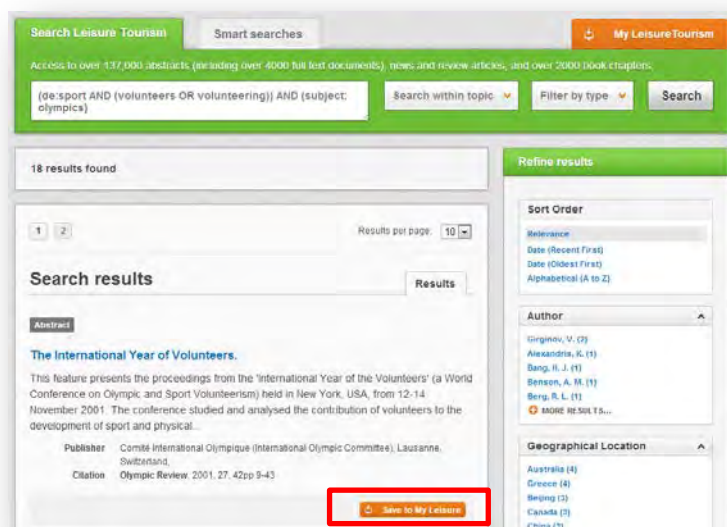 Search Leisure Tourism
Smart searches
My LeisureTourism
Access to over 137,000 abstracts (including over 4000 full text documents), news and review articles, and over 2000 book chapters.
(de:sport AND (volunteers OR volunteering)) AND (subject:
olympics)
Search within topic
Filter by type
Search
18 results found
Refine results
1 2
Results per page: 10
Search results
Results
Abstract
The International Year of Volunteers.
This feature presents the proceedings from the 'International Year of the Volunteers' (a World
Conference on Olympic and Sport Volunteerism) held in New York, USA, from 12-14
November 2001. The conference studied and analysed the contribution of volunteers to the
development of sport and physical...
Publisher Comité International Olympique (International Olympic Committee), Lausanne,
Switzerland,
Citation Olympic Review, 2001, 27, 42pp 9-43
Save to My Leisure
Sort Order
Relevance
Date (Recent First)
Date (Oldest First)
Alphabetical (A to Z)
Author
Girginov, V. (2)
Alexandris, K. (1)
Bang, H. J. (1)
Benson, A. M. (1)
Berg, R. L. (1)
MORE RESULTS...
Geographical Location
Australia (4)
Greece (4)
Beijing (3)
Canada (3)
China (3)